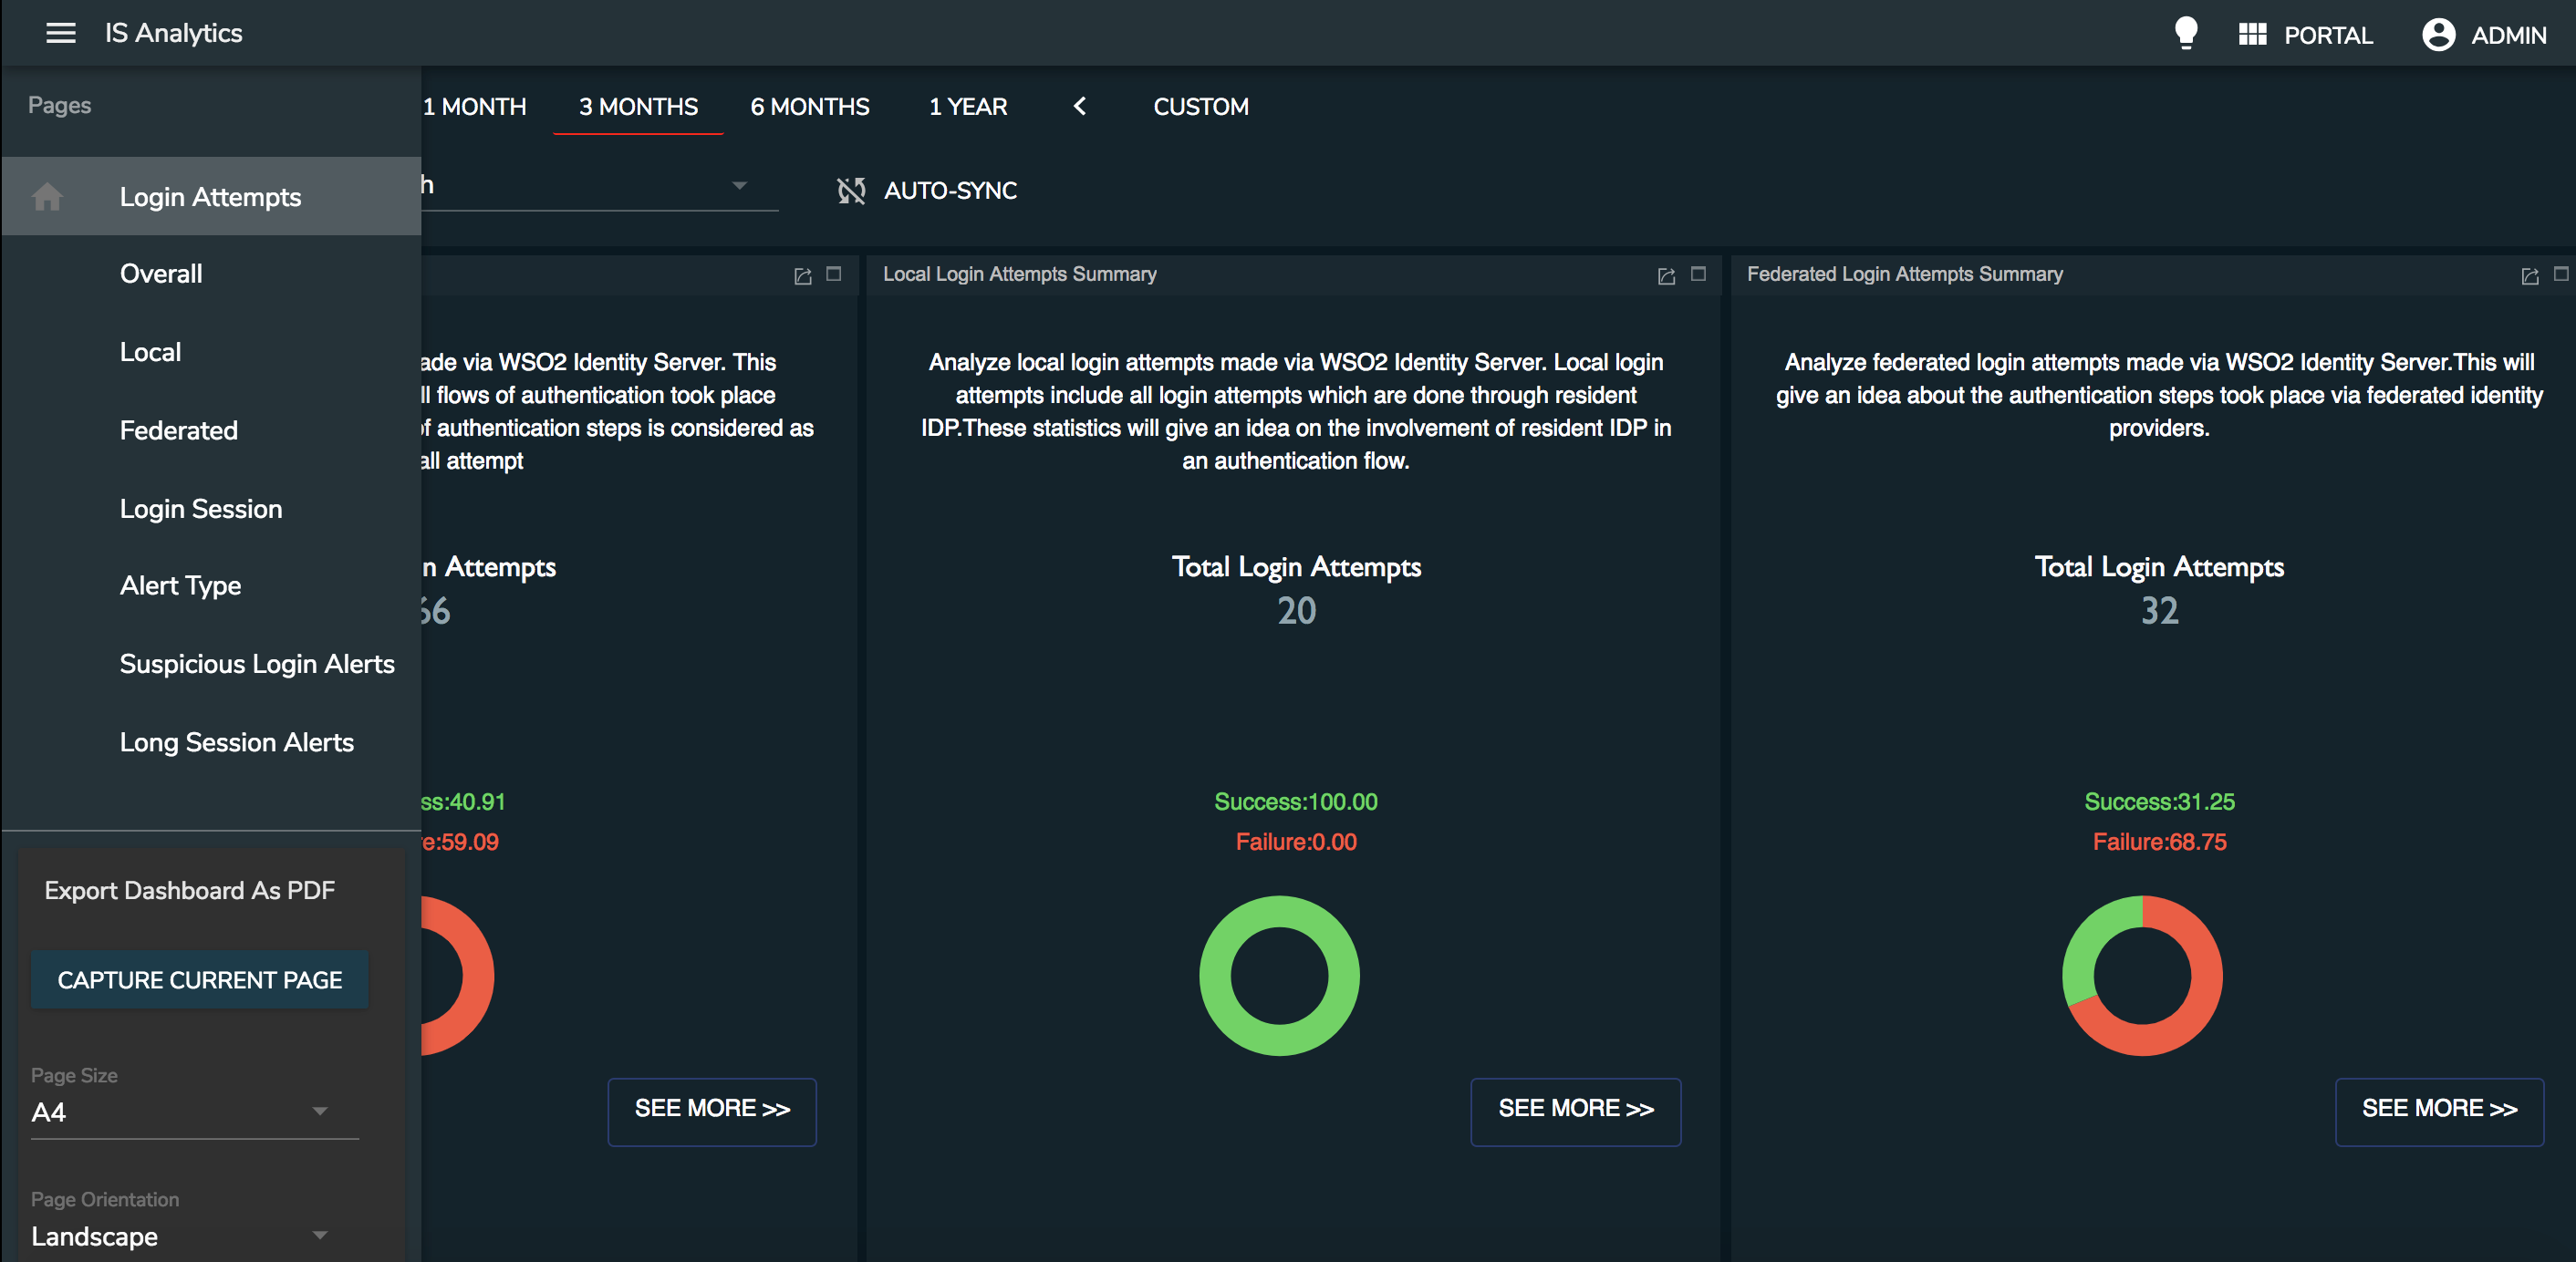 IS Analytics
PORTAL
ADMIN
Pages
1 MONTH
3 MONTHS
6 MONTHS
1 YEAR
CUSTOM
h
AUTO-SYNC
Login Attempts
Overall
Local
Federated
Login Session
Alert Type
Suspicious Login Alerts
Long Session Alerts
Export Dashboard As PDF
CAPTURE CURRENT PAGE
Page Size
A4
Page Orientation
Landscape
ade via WSO2 Identity Server. This
ll flows of authentication took place
of authentication steps is considered as
all attempt
n Attempts
66
ss:40.91
re:59.09
SEE MORE >>
Local Login Attempts Summary
Analyze local login attempts made via WSO2 Identity Server. Local login
attempts include all login attempts which are done through resident
IDP.These statistics will give an idea on the involvement of resident IDP in
an authentication flow.
Total Login Attempts
20
Success:100.00
Failure:0.00
SEE MORE >>
Federated Login Attempts Summary
Analyze federated login attempts made via WSO2 Identity Server.This will
give an idea about the authentication steps took place via federated identity
providers.
Total Login Attempts
32
Success:31.25
Failure:68.75
SEE MORE >>